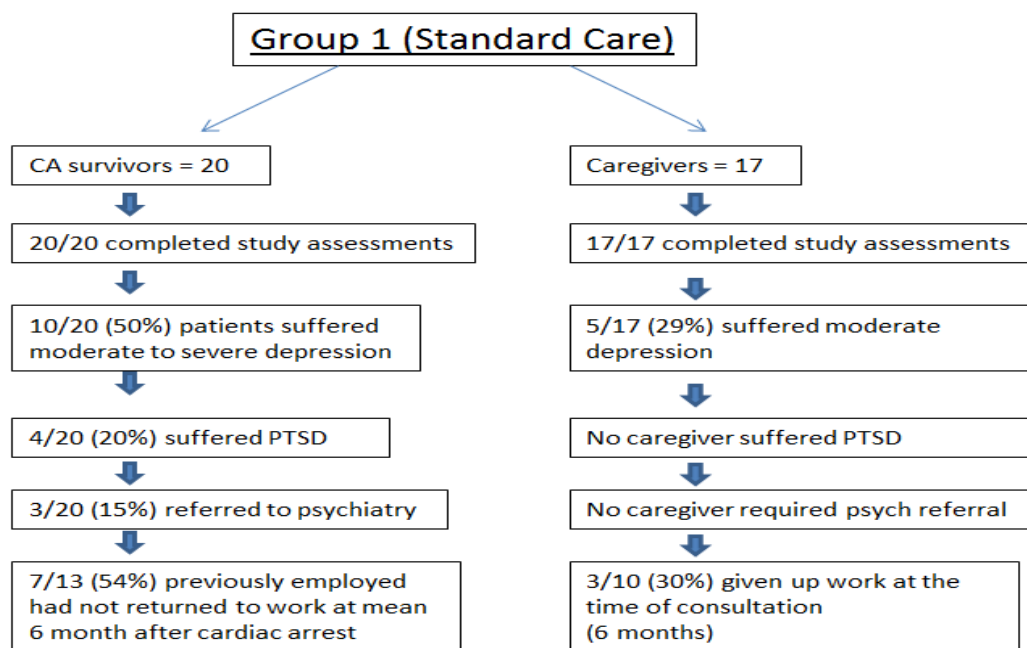 Group 1 (Standard Care)
CA survivors = 20
20/20 completed study assessments
10/20 (50%) patients suffered
moderate to severe depression
4/20 (20%) suffered PTSD
3/20 (15%) referred to psychiatry
7/13 (54%) previously employed
had not returned to work at mean
6 month after cardiac arrest
Caregivers = 17
17/17 completed study assessments
5/17 (29%) suffered moderate
depression
No caregiver suffered PTSD
No caregiver required psych referral
3/10 (30%) given up work at the
time of consultation
(6 months)